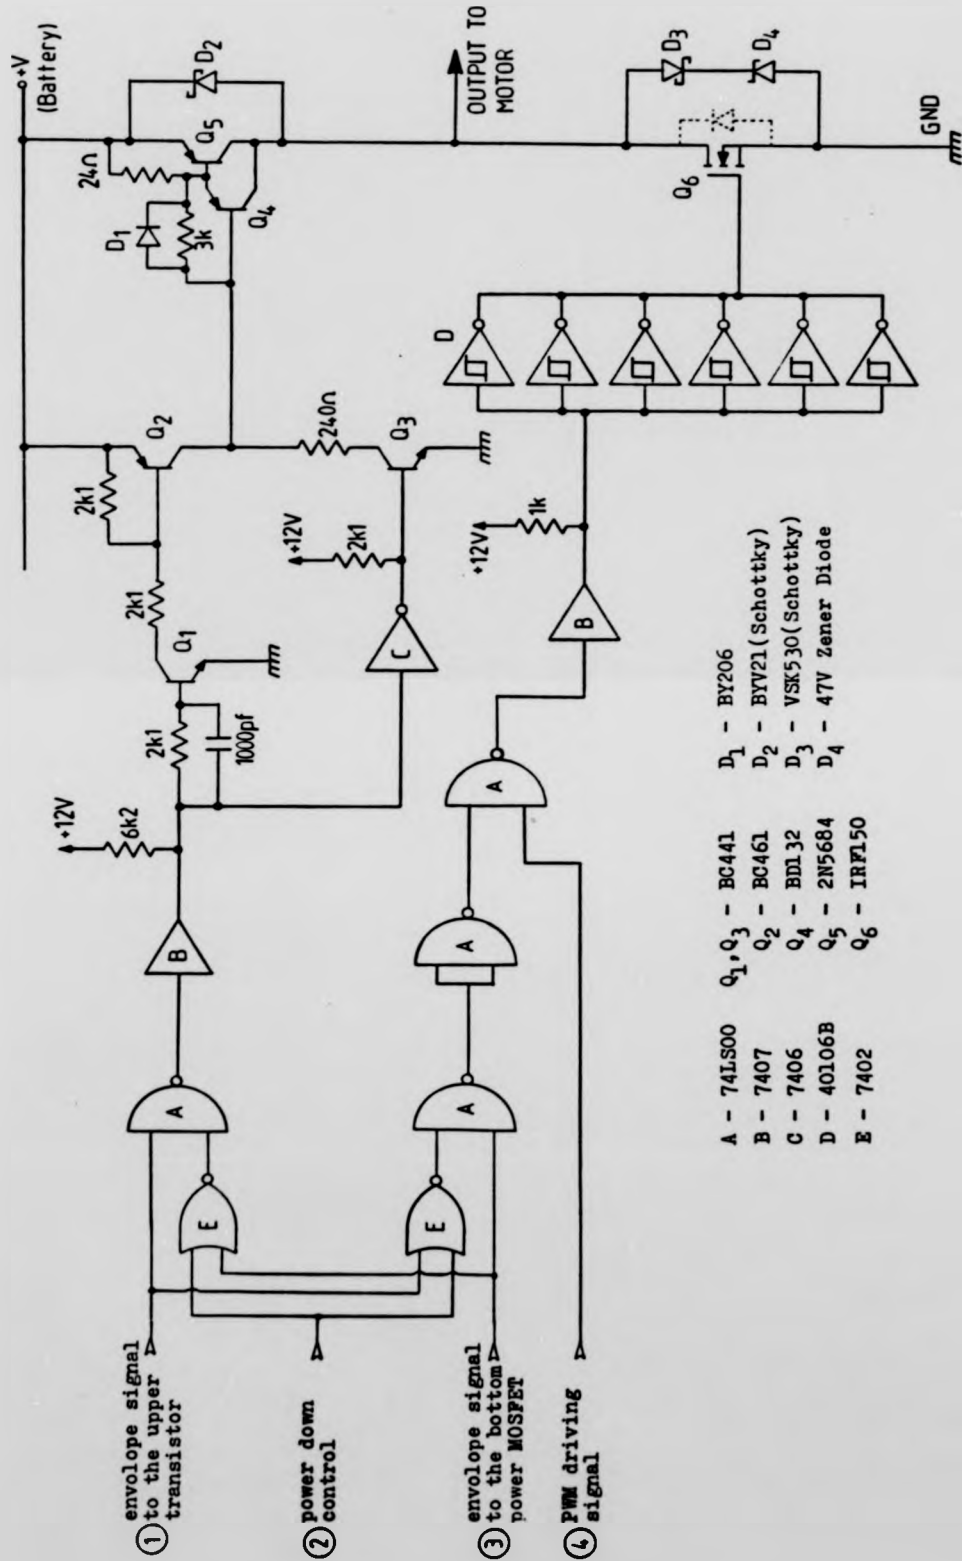 envolope signal
① to the upper
transistor
② power down
control
envelope signal
③ to the bottom
power MOSFET
④ PWM driving
signal
E
E
A
A
A
A
B
B
C
D
+12V
6k2
2k1
1000pf
Q1
2k1
2k1
Q2
+12V
2k1
240Ω
Q3
+12V
1k
D1
3k
24Ω
Q4
Q5
D2
+V
(Battery)
OUTPUT TO
MOTOR
Q6
D3
D4
GND
A - 74LS00
B - 7407
C - 7406
D - 40106B
E - 7402
Q1,Q3 - BC441
Q2 - BC461
Q4 - BD132
Q5 - 2N5684
Q6 - IRF150
D1 - BY206
D2 - BYV21(Schottky)
D3 - VSK530(Schottky)
D4 - 47V Zener Diode